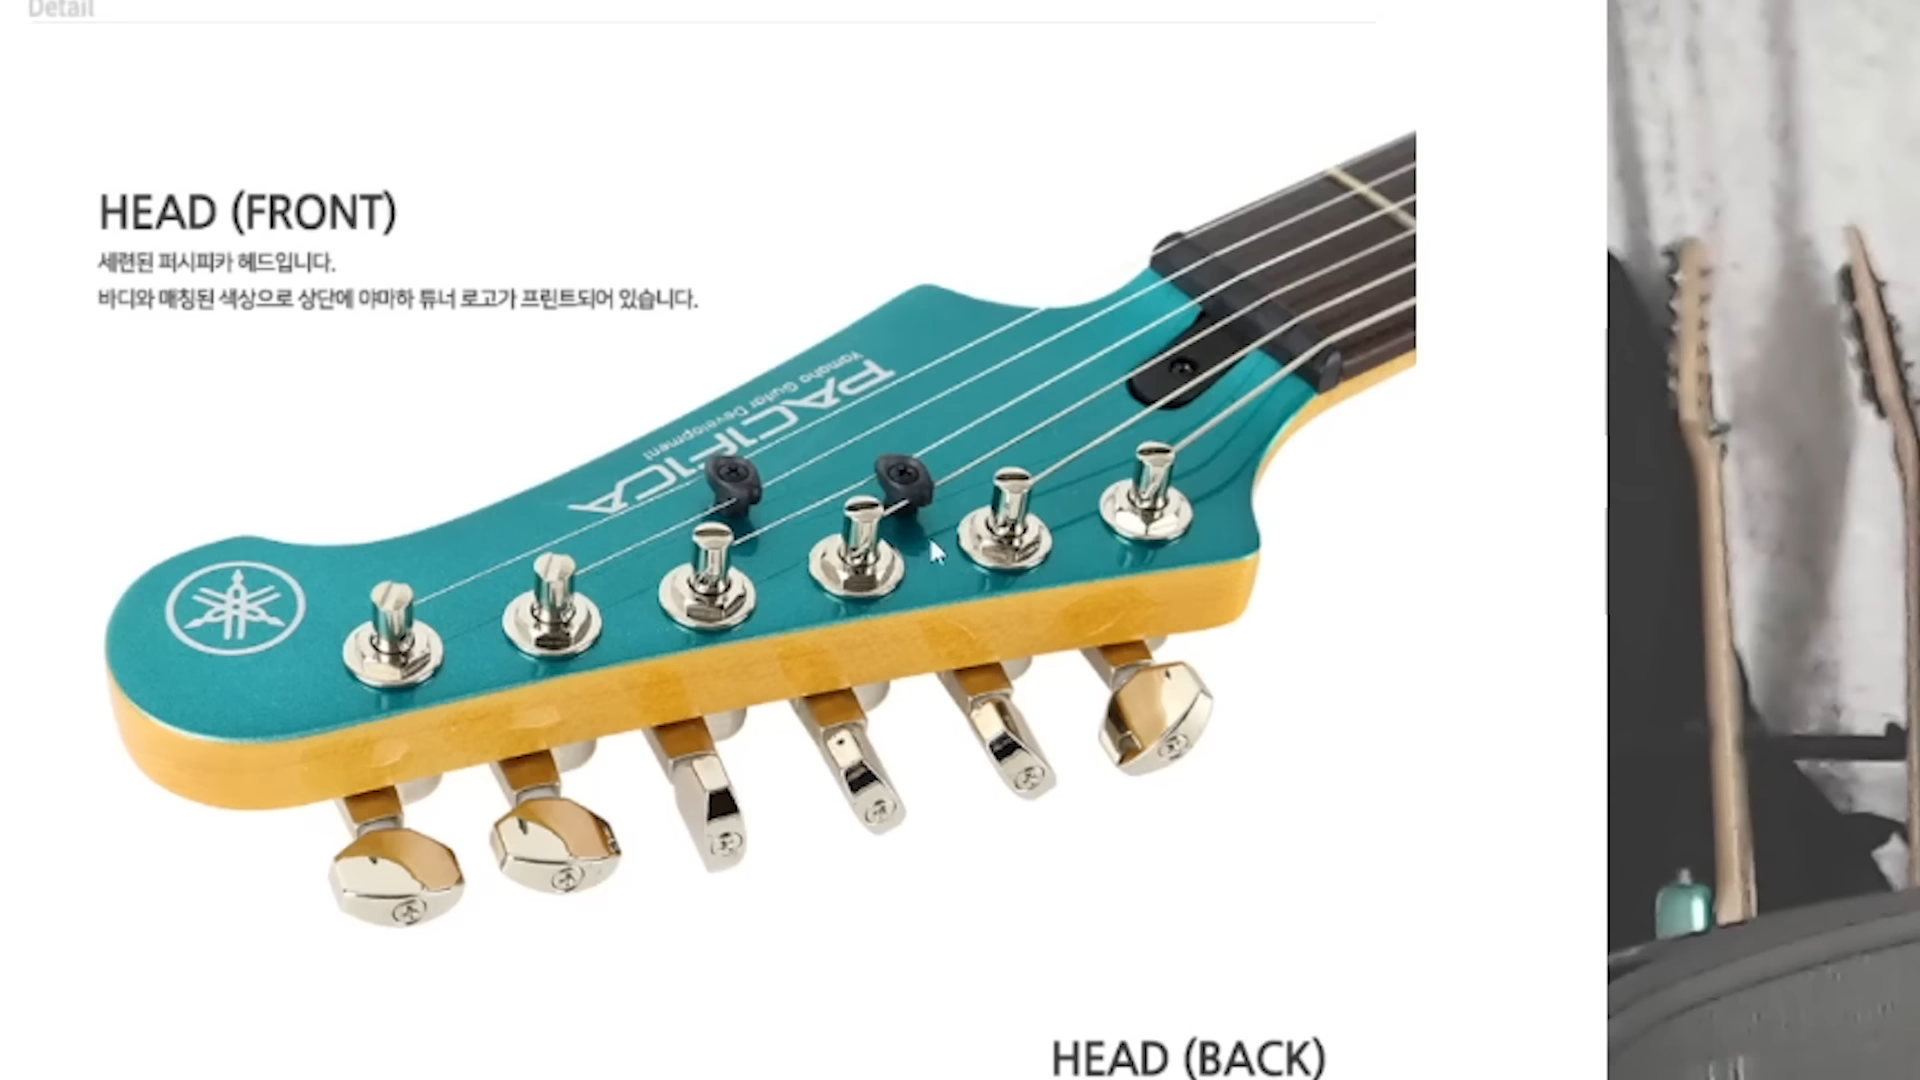 Detail
HEAD (FRONT)
세련된 퍼시피카 헤드입니다.
바디와 매칭된 색상으로 상단에 야마하 튜너 로고가 프린트되어 있습니다.
PACIFICA
Yamaha Guitar Development
HEAD (BACK)